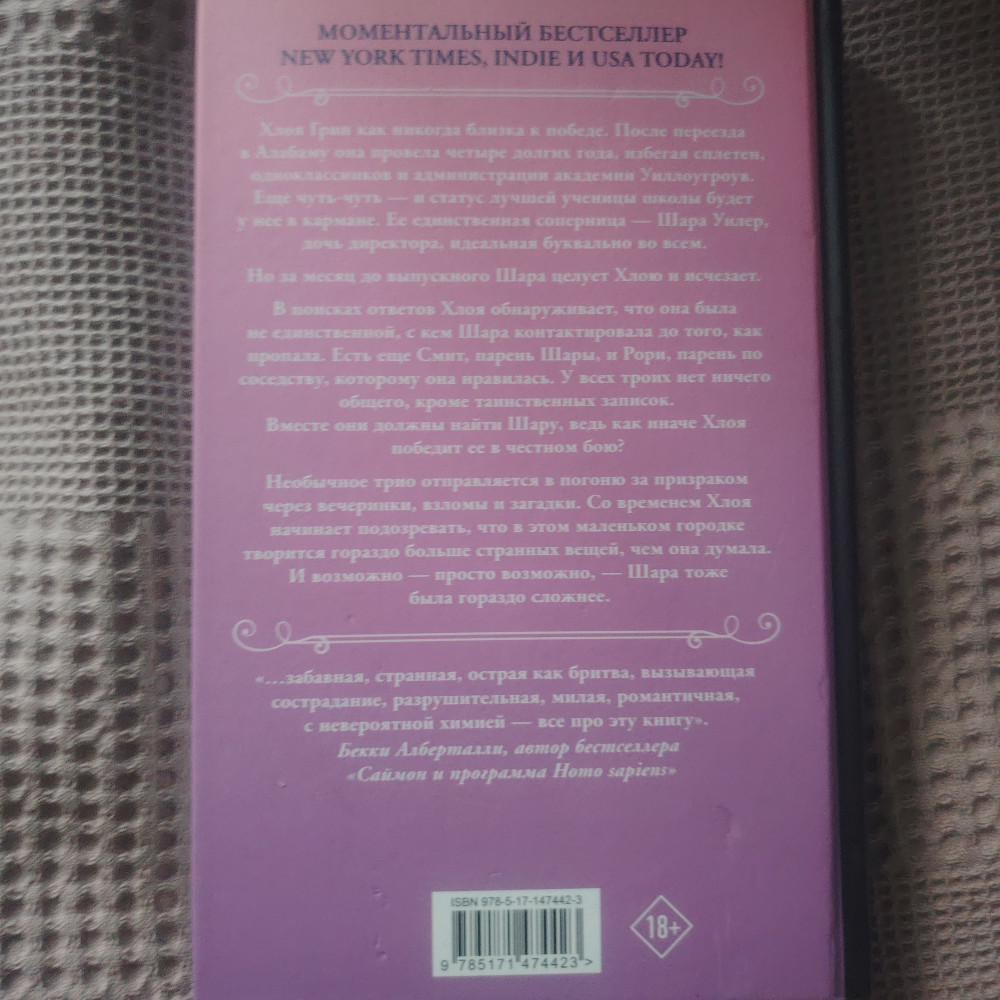 МОМЕНТАЛЬНЫЙ БЕСТСЕЛЛЕР
NEW YORK TIMES, INDIE И USA TODAY!
Хлоя Грин как никогда близка к победе. После переезда
в Алабаму она провела четыре долгих года, избегая сплетен,
одноклассников и администрации академии Уиллоугроув.
Еще чуть-чуть — и статус лучшей ученицы школы будет
у нее в кармане. Ее единственная соперница — Шара Уилер,
дочь директора, идеальная буквально во всем.
Но за месяц до выпускного Шара целует Хлою и исчезает.
В поисках ответов Хлоя обнаруживает, что она была
не единственной, с кем Шара контактировала до того, как
пропала. Есть еще Смит, парень Шары, и Рори, парень по
соседству, которому она нравилась. У всех троих нет ничего
общего, кроме таинственных записок.
Вместе они должны найти Шару, ведь как иначе Хлоя
победит ее в честном бою?
Необычное трио отправляется в погоню за призраком
через вечеринки, взломы и загадки. Со временем Хлоя
начинает подозревать, что в этом маленьком городке
творится гораздо больше странных вещей, чем она думала.
И возможно — просто возможно, — Шара тоже
была гораздо сложнее.
«...забавная, странная, острая как бритва, вызывающая
сострадание, разрушительная, милая, романтичная,
с невероятной химией — все про эту книгу».
Бекки Алберталли, автор бестселлера
«Саймон и программа Homo sapiens»
ISBN 978-5-17-147442-3
9 785171 474423 >
18+